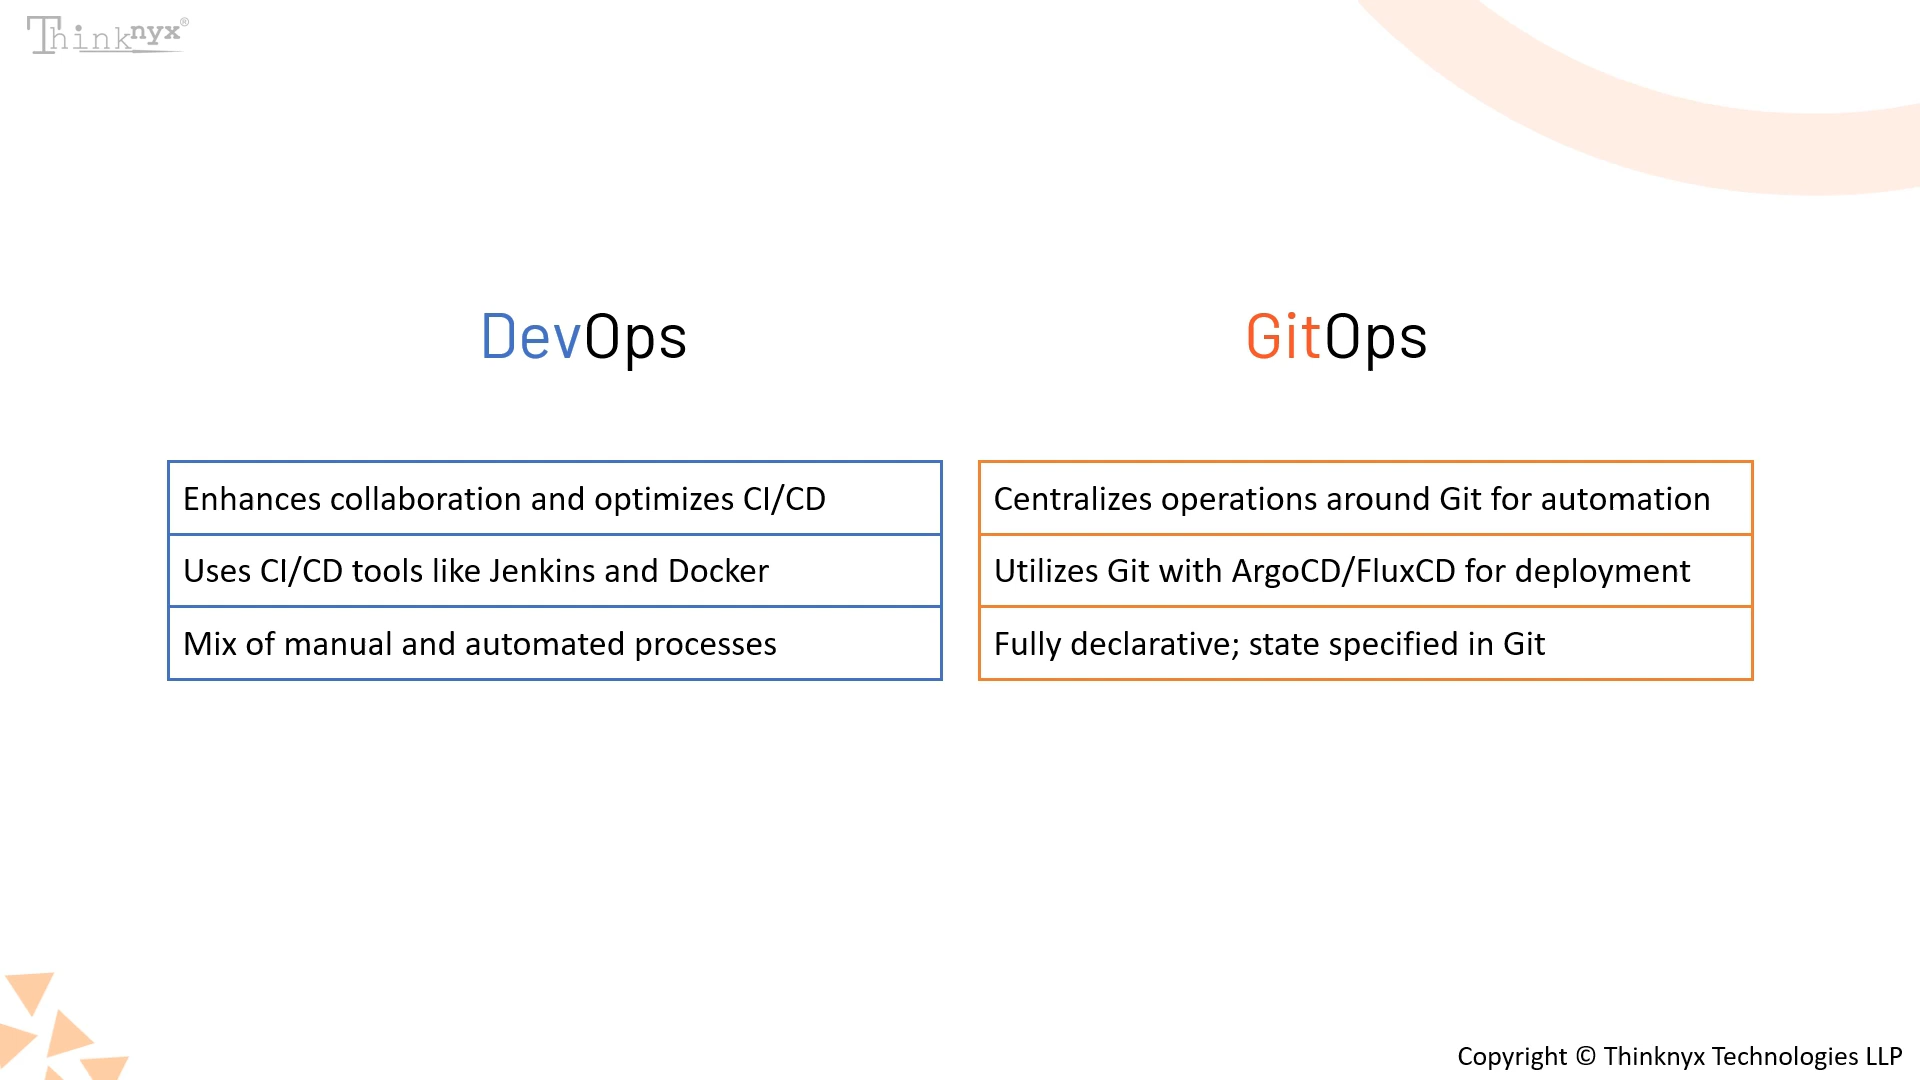 Thinknyx®
DevOps
GitOps
Enhances collaboration and optimizes CI/CD
Uses CI/CD tools like Jenkins and Docker
Mix of manual and automated processes
Centralizes operations around Git for automation
Utilizes Git with ArgoCD/FluxCD for deployment
Fully declarative; state specified in Git
Copyright © Thinknyx Technologies LLP